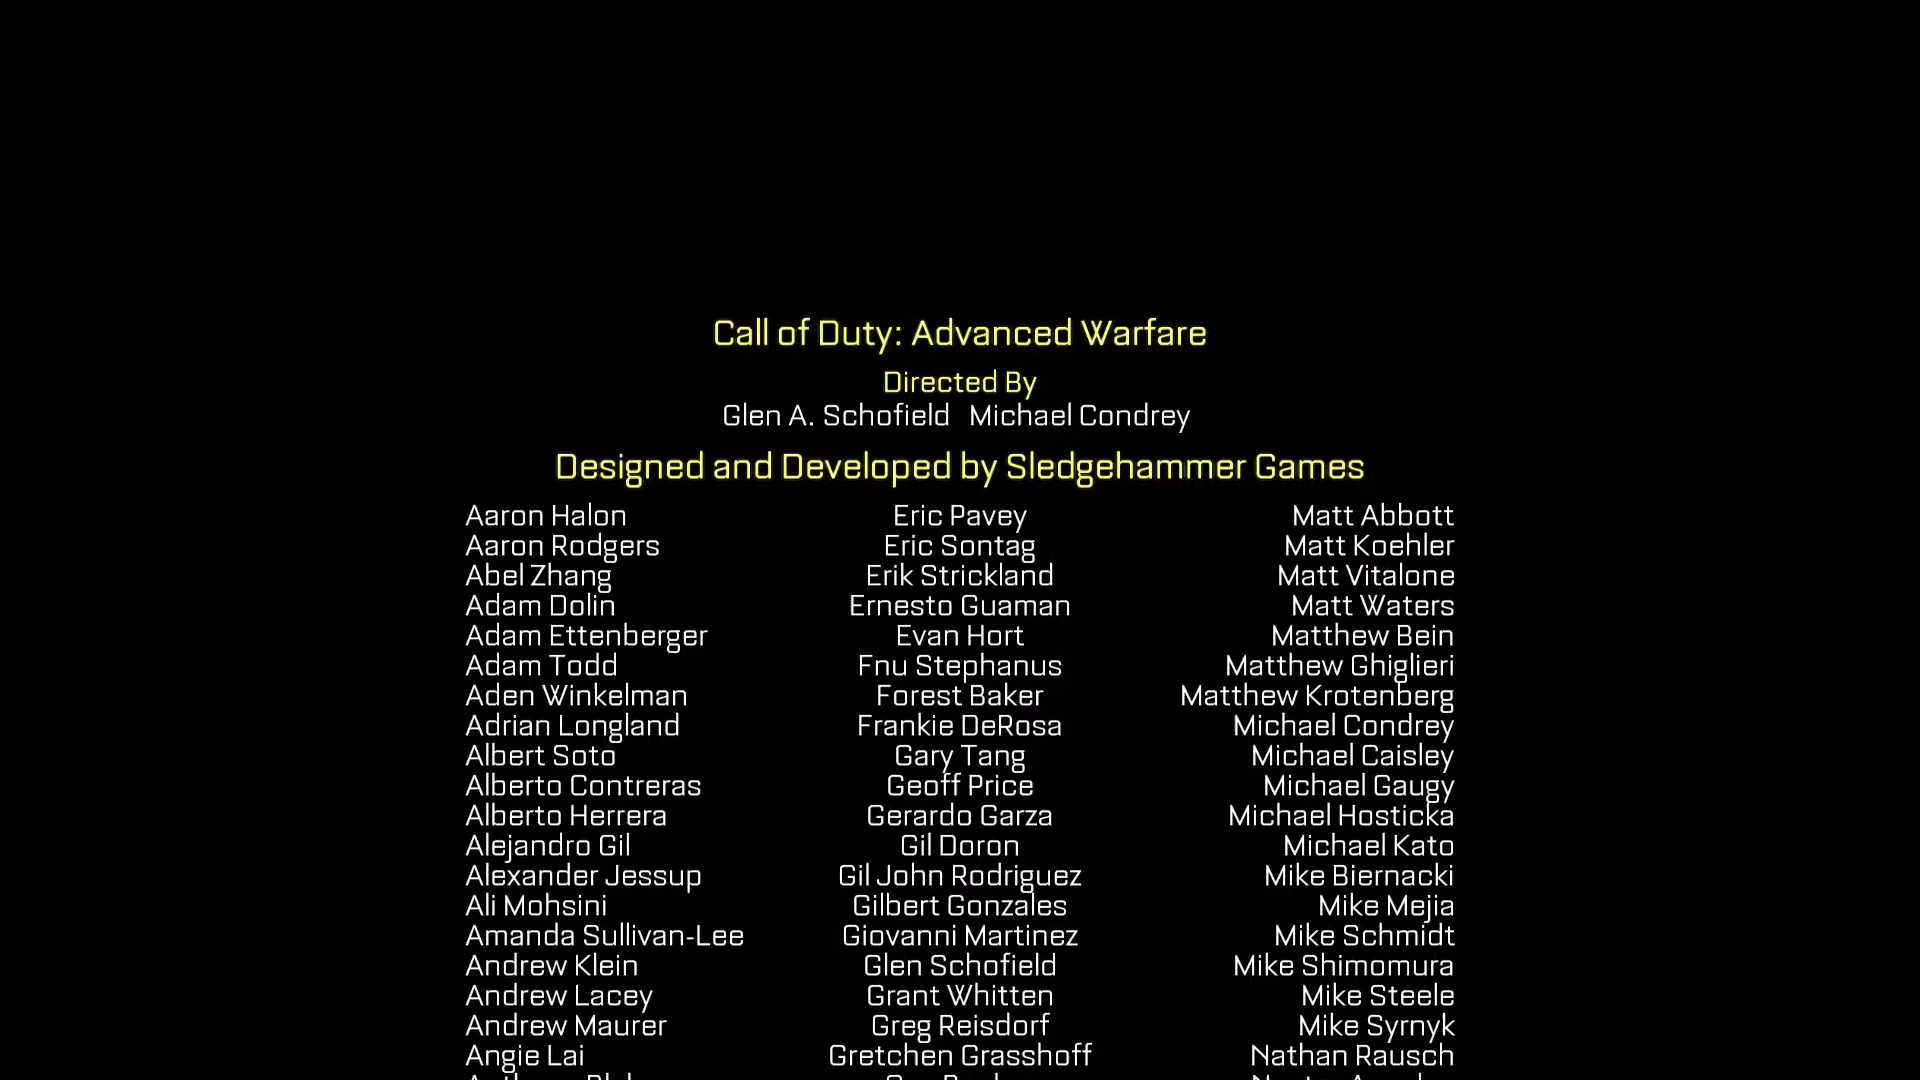 Call of Duty: Advanced Warfare
Directed By
Glen A. Schofield Michael Condrey
Designed and Developed by Sledgehammer Games
Aaron Halon Eric Pavey Matt Abbott
Aaron Rodgers Eric Sontag Matt Koehler
Abel Zhang Erik Strickland Matt Vitalone
Adam Dolin Ernesto Guaman Matt Waters
Adam Ettenberger Evan Hort Matthew Bein
Adam Todd Fnu Stephanus Matthew Ghiglieri
Aden Winkelman Forest Baker Matthew Krotenberg
Adrian Longland Frankie DeRosa Michael Condrey
Albert Soto Gary Tang Michael Caisley
Alberto Contreras Geoff Price Michael Gaugy
Alberto Herrera Gerardo Garza Michael Hosticka
Alejandro Gil Gil Doron Michael Kato
Alexander Jessup Gil John Rodriguez Mike Biernacki
Ali Mohsini Gilbert Gonzales Mike Mejia
Amanda Sullivan-Lee Giovanni Martinez Mike Schmidt
Andrew Klein Glen Schofield Mike Shimomura
Andrew Lacey Grant Whitten Mike Steele
Andrew Maurer Greg Reisdorf Mike Syrnyk
Angie Lai Gretchen Grasshoff Nathan Rausch